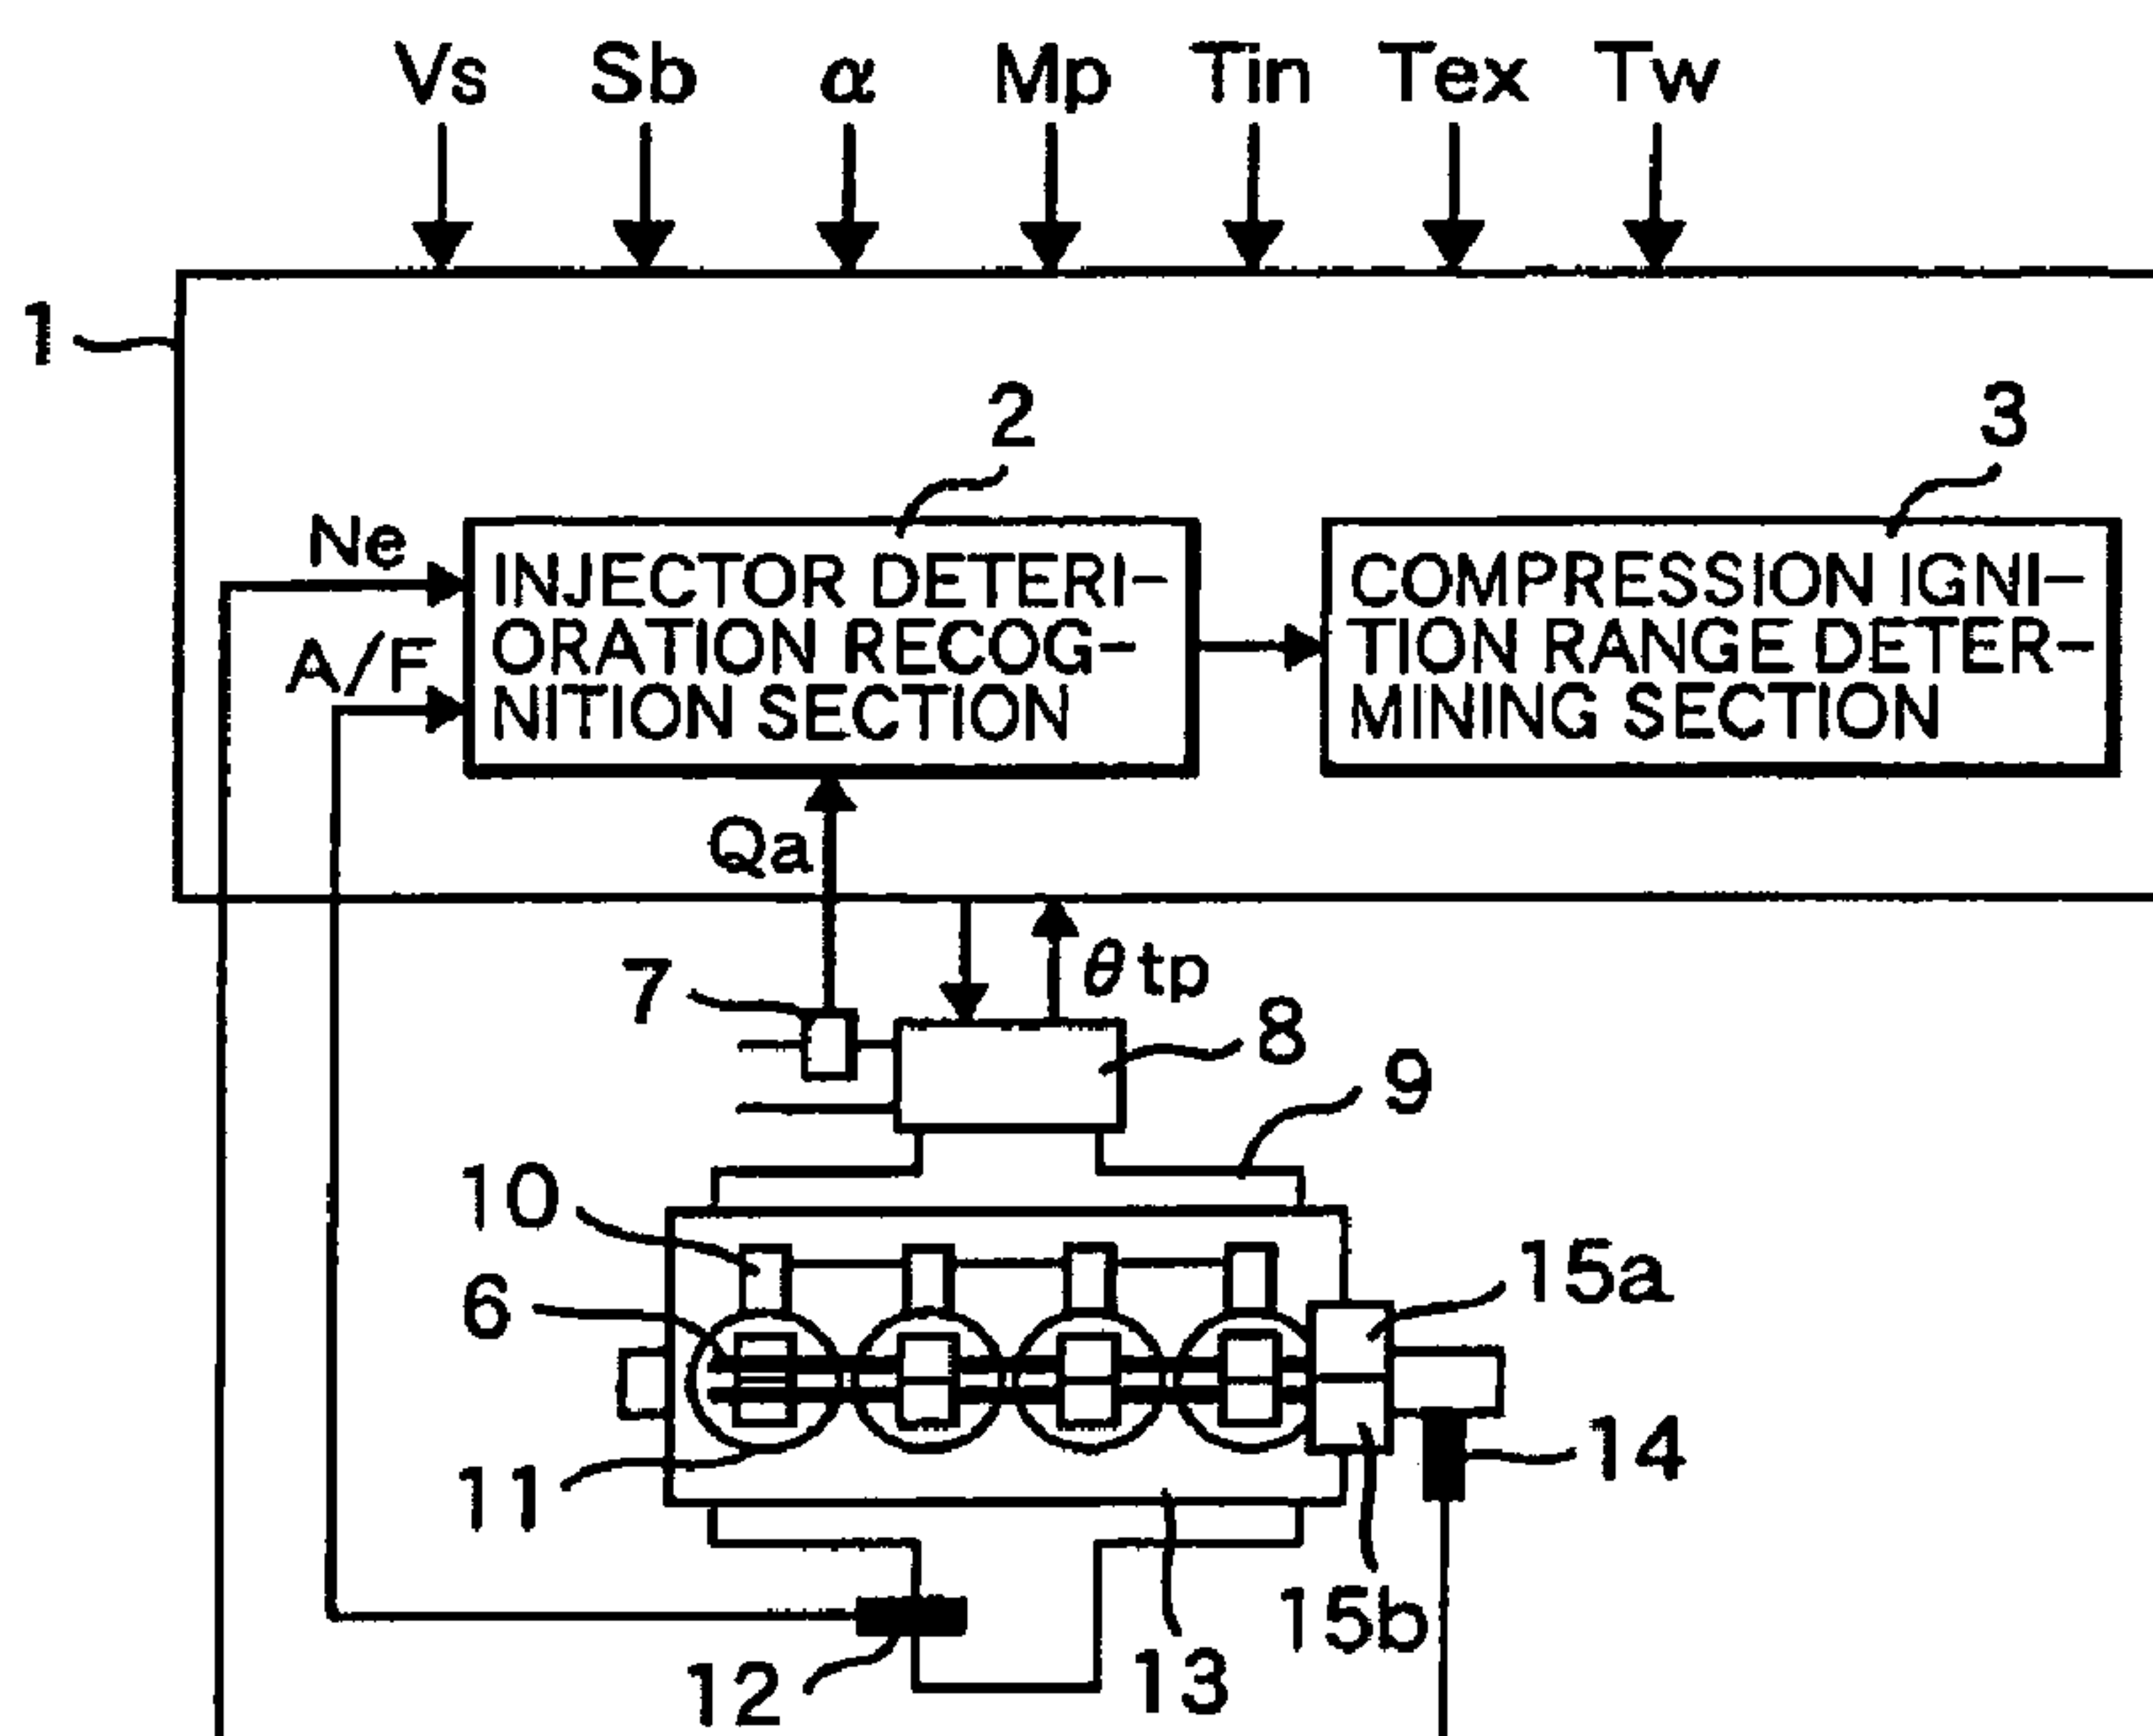 Vs Sb α Mp Tin Tex Tw
1
2
3
Ne
A/F
INJECTOR DETERI-
ORATION RECOG-
NITION SECTION
COMPRESSION IGNI-
TION RANGE DETER-
MINING SECTION
Qa
θtp
7
8
9
10
6
15a
11
14
15b
12
13